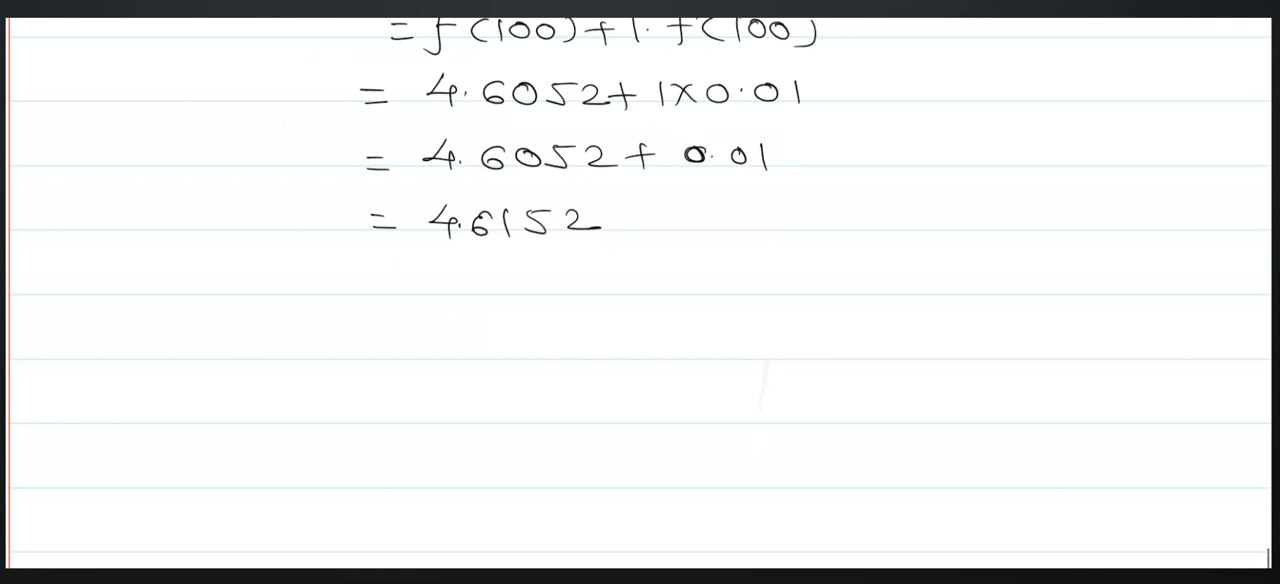 = f(100) + 1. f(100)
= 4.6052 + 1×0.01
= 4.6052 + 0.01
= 4.6152